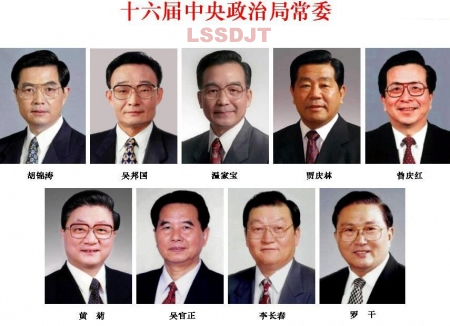 十六届中央政治局常委
LSSDJT
胡锦涛 吴邦国 温家宝 贾庆林 曾庆红
黄 菊 吴官正 李长春 罗 干